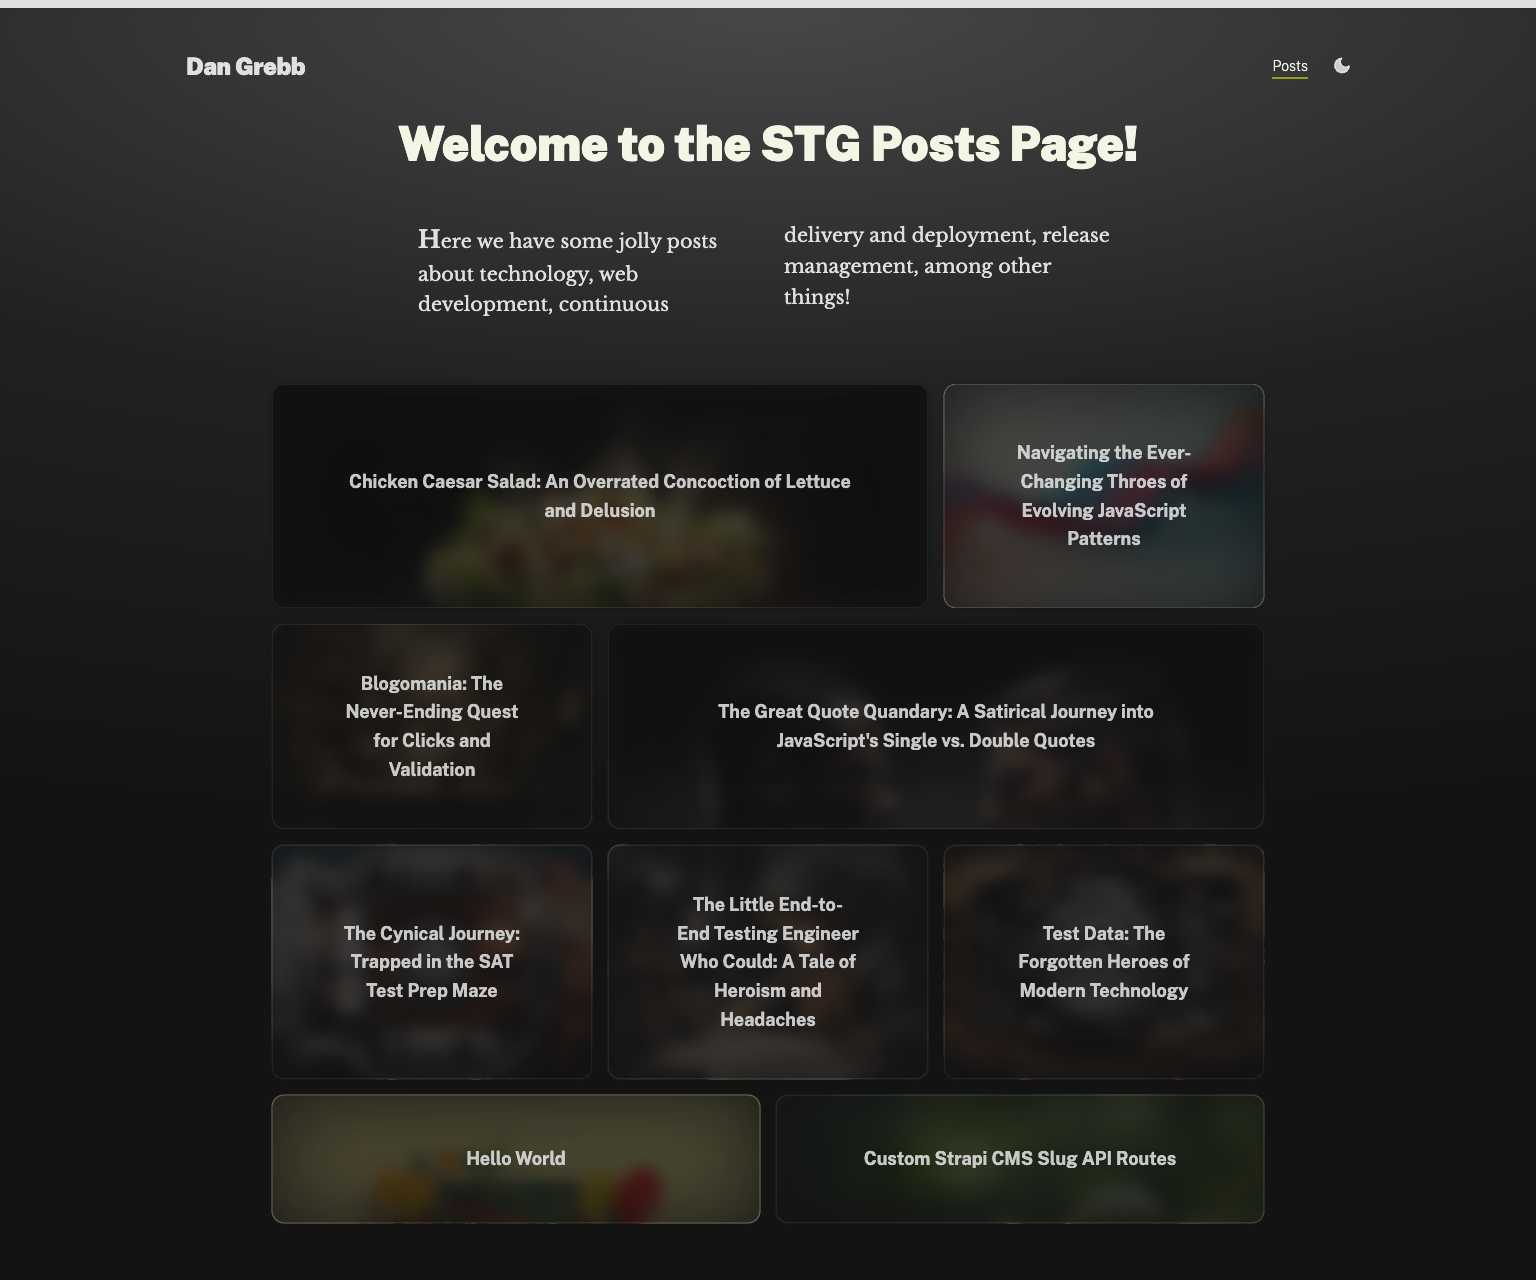 Dan Grebb
Posts
Welcome to the STG Posts Page!
Here we have some jolly posts
about technology, web
development, continuous
delivery and deployment, release
management, among other
things!
Chicken Caesar Salad: An Overrated Concoction of Lettuce
and Delusion
Navigating the Ever-
Changing Throes of
Evolving JavaScript
Patterns
Blogomania: The
Never-Ending Quest
for Clicks and
Validation
The Great Quote Quandary: A Satirical Journey into
JavaScript's Single vs. Double Quotes
The Cynical Journey:
Trapped in the SAT
Test Prep Maze
The Little End-to-
End Testing Engineer
Who Could: A Tale of
Heroism and
Headaches
Test Data: The
Forgotten Heroes of
Modern Technology
Hello World
Custom Strapi CMS Slug API Routes